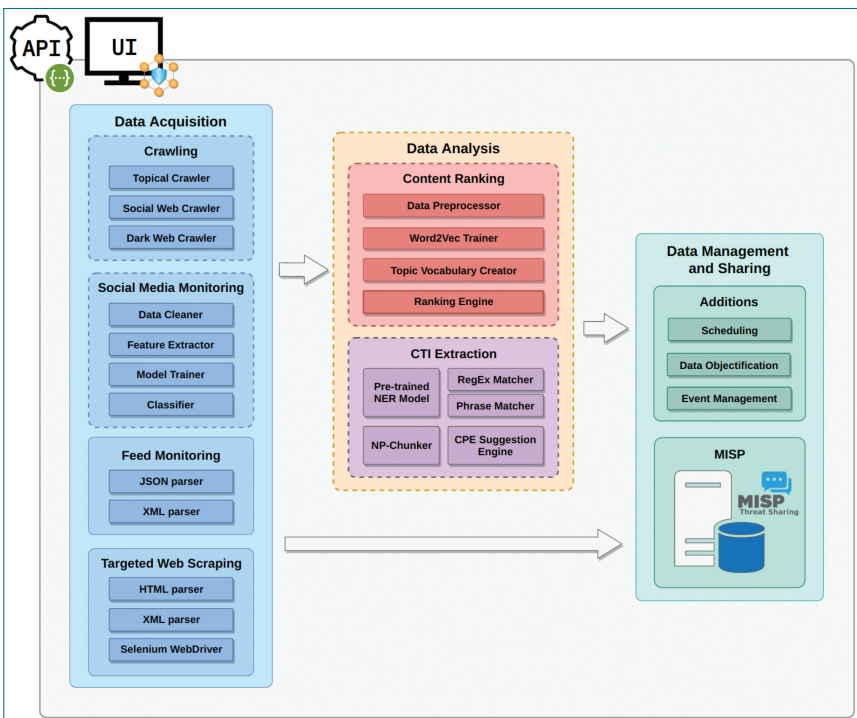 API
UI
{··}
Data Acquisition
Crawling
Topical Crawler
Social Web Crawler
Dark Web Crawler
Social Media Monitoring
Data Cleaner
Feature Extractor
Model Trainer
Classifier
Feed Monitoring
JSON parser
XML parser
Targeted Web Scraping
HTML parser
XML parser
Selenium WebDriver
Data Analysis
Content Ranking
Data Preprocessor
Word2Vec Trainer
Topic Vocabulary Creator
Ranking Engine
CTI Extraction
Pre-trained
NER Model
RegEx Matcher
Phrase Matcher
NP-Chunker
CPE Suggestion
Engine
Data Management
and Sharing
Additions
Scheduling
Data Objectification
Event Management
MISP
MISP
Threat Sharing